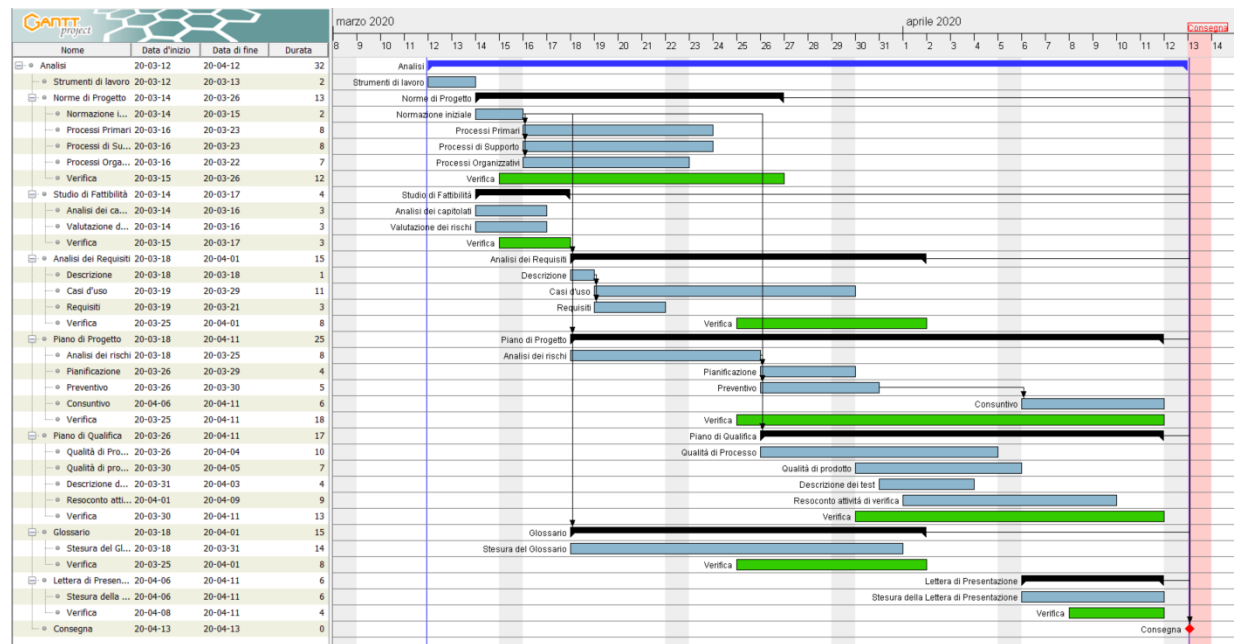 GANTT project
marzo 2020 aprile 2020
Consegna
Nome Data d'inizio Data di fine Durata 8 9 10 11 12 13 14 15 16 17 18 19 20 21 22 23 24 25 26 27 28 29 30 31 1 2 3 4 5 6 7 8 9 10 11 12 13 14
Analisi 20-03-12 20-04-12 32 Analisi
Strumenti di lavoro 20-03-12 20-03-13 2 Strumenti di lavoro
Norme di Progetto 20-03-14 20-03-26 13 Norme di Progetto
Normazione i... 20-03-14 20-03-15 2 Normazione iniziale
Processi Primari 20-03-16 20-03-23 8 Processi Primari
Processi di Su... 20-03-16 20-03-23 8 Processi di Supporto
Processi Orga... 20-03-16 20-03-22 7 Processi Organizzativi
Verifica 20-03-15 20-03-26 12 Verifica
Studio di Fattibilità 20-03-14 20-03-17 4 Studio di Fattibilità
Analisi dei ca... 20-03-14 20-03-16 3 Analisi dei capitolati
Valutazione d... 20-03-14 20-03-16 3 Valutazione dei rischi
Verifica 20-03-15 20-03-17 3 Verifica
Analisi dei Requisiti 20-03-18 20-04-01 15 Analisi dei Requisiti
Descrizione 20-03-18 20-03-18 1 Descrizione
Casi d'uso 20-03-19 20-03-29 11 Casi d'uso
Requisiti 20-03-19 20-03-21 3 Requisiti
Verifica 20-03-25 20-04-01 8 Verifica
Piano di Progetto 20-03-18 20-04-11 25 Piano di Progetto
Analisi dei rischi 20-03-18 20-03-25 8 Analisi dei rischi
Pianificazione 20-03-26 20-03-29 4 Pianificazione
Preventivo 20-03-26 20-03-30 5 Preventivo
Consuntivo 20-04-06 20-04-11 6 Consuntivo
Verifica 20-03-25 20-04-11 18 Verifica
Piano di Qualifica 20-03-26 20-04-11 17 Piano di Qualifica
Qualità di Pro... 20-03-26 20-04-04 10 Qualità di Processo
Qualità di pro... 20-03-30 20-04-05 7 Qualità di prodotto
Descrizione d... 20-03-31 20-04-03 4 Descrizione dei test
Resoconto atti... 20-04-01 20-04-09 9 Resoconto attivitá di verifica
Verifica 20-03-30 20-04-11 13 Verifica
Glossario 20-03-18 20-04-01 15 Glossario
Stesura del Gl... 20-03-18 20-03-31 14 Stesura del Glossario
Verifica 20-03-25 20-04-01 8 Verifica
Lettera di Presen... 20-04-06 20-04-11 6 Lettera di Presentazione
Stesura della ... 20-04-06 20-04-11 6 Stesura della Lettera di Presentazione
Verifica 20-04-08 20-04-11 4 Verifica
Consegna 20-04-13 20-04-13 0 Consegna